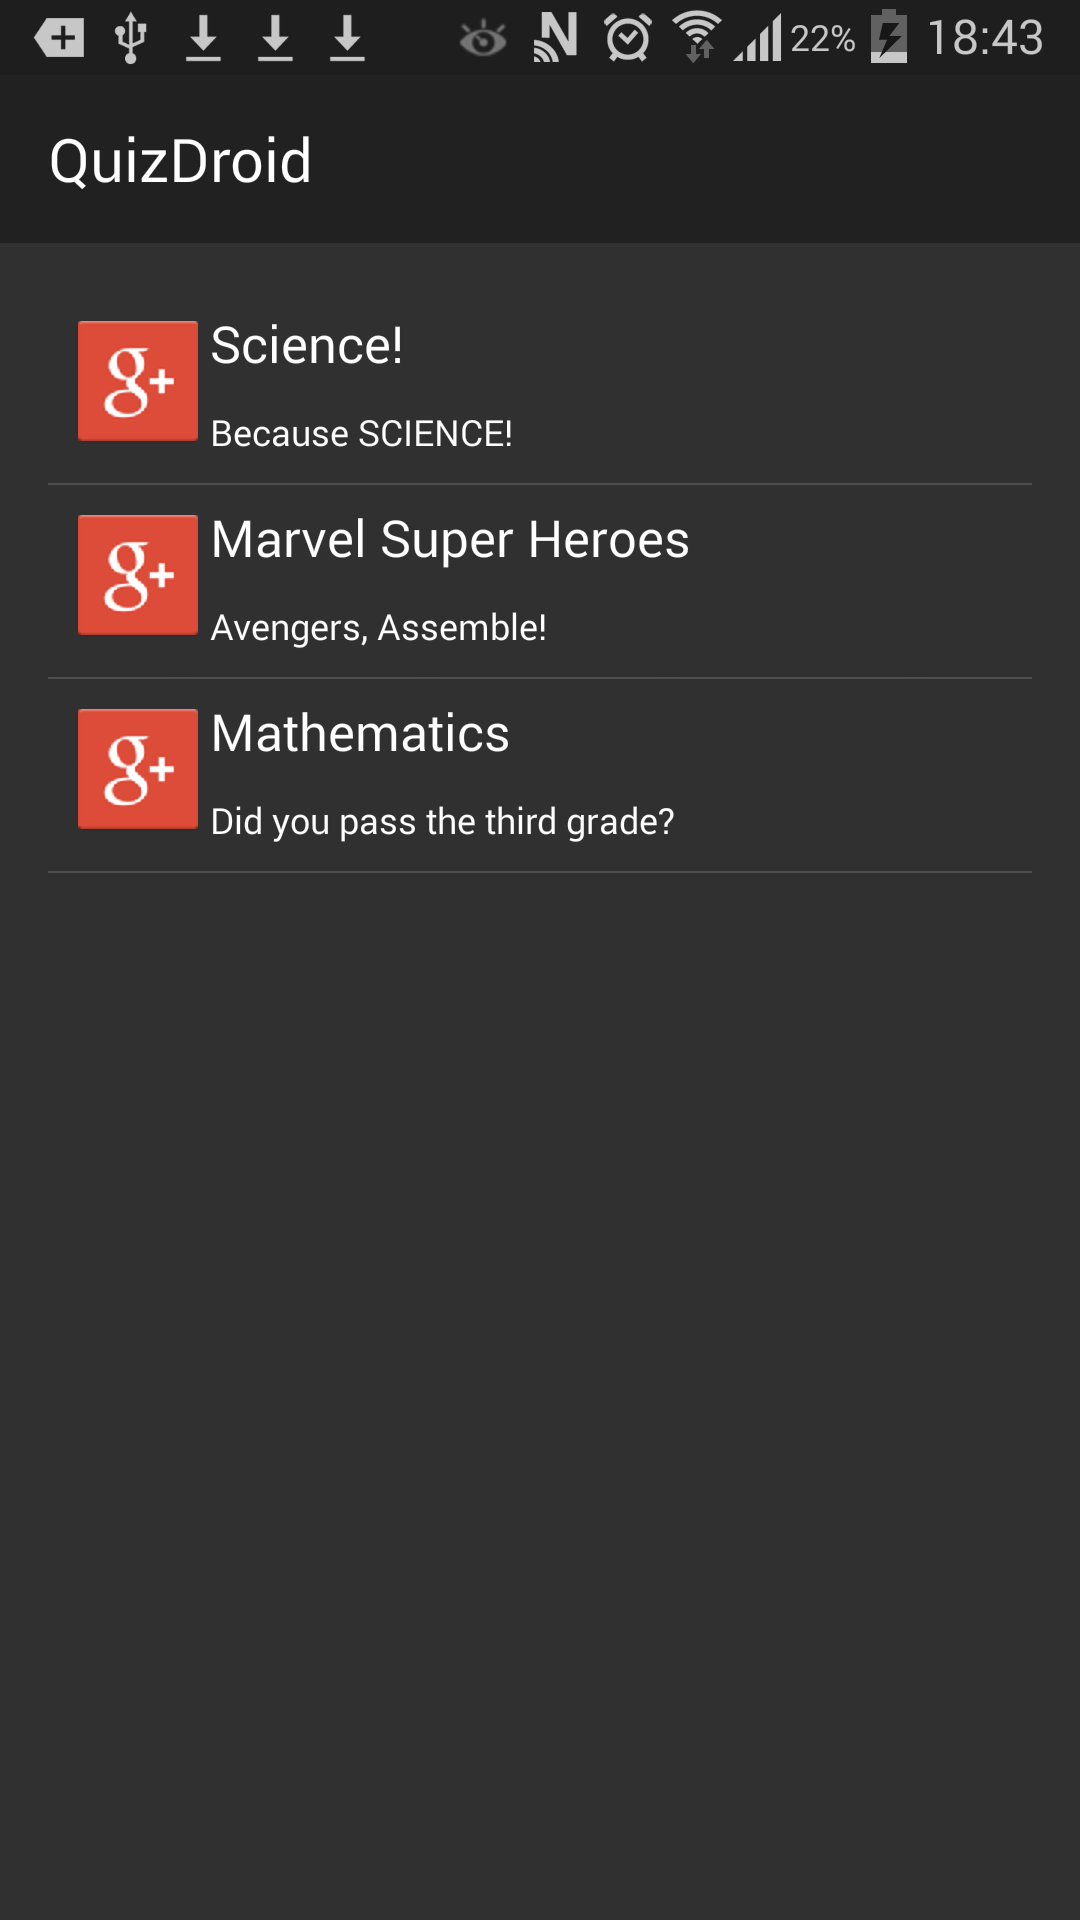 22% 18:43
QuizDroid
g+ Science!
Because SCIENCE!
g+ Marvel Super Heroes
Avengers, Assemble!
g+ Mathematics
Did you pass the third grade?